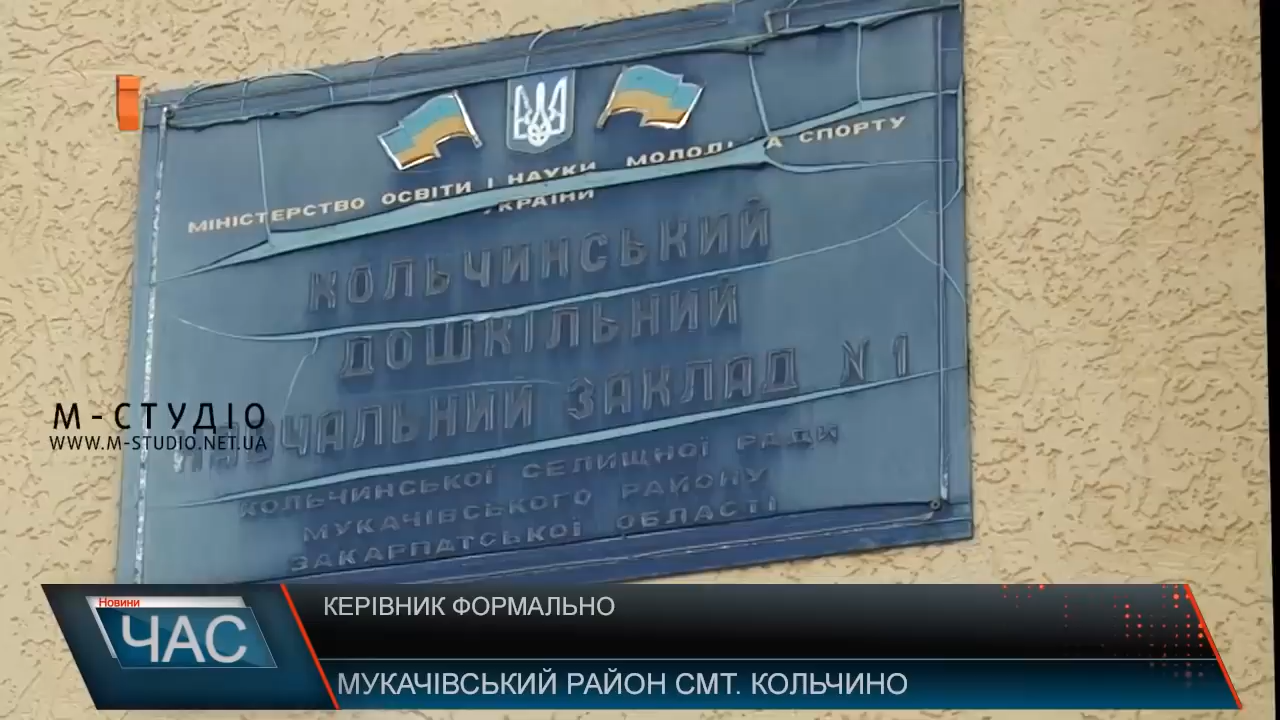 МІНІСТЕРСТВО ОСВІТИ І НАУКИ МОЛОДІ ТА СПОРТУ
УКРАЇНИ
КОЛЬЧИНСЬКИЙ
ДОШКІЛЬНИЙ
НАВЧАЛЬНИЙ ЗАКЛАД N 1
КОЛЬЧИНСЬКОЇ СЕЛИЩНОЇ РАДИ
МУКАЧІВСЬКОГО РАЙОНУ
ЗАКАРПАТСЬКОЇ ОБЛАСТІ
М-СТУДІО
WWW.M-STUDIO.NET.UA
Новини
ЧАС
КЕРІВНИК ФОРМАЛЬНО
МУКАЧІВСЬКИЙ РАЙОН СМТ. КОЛЬЧИНО